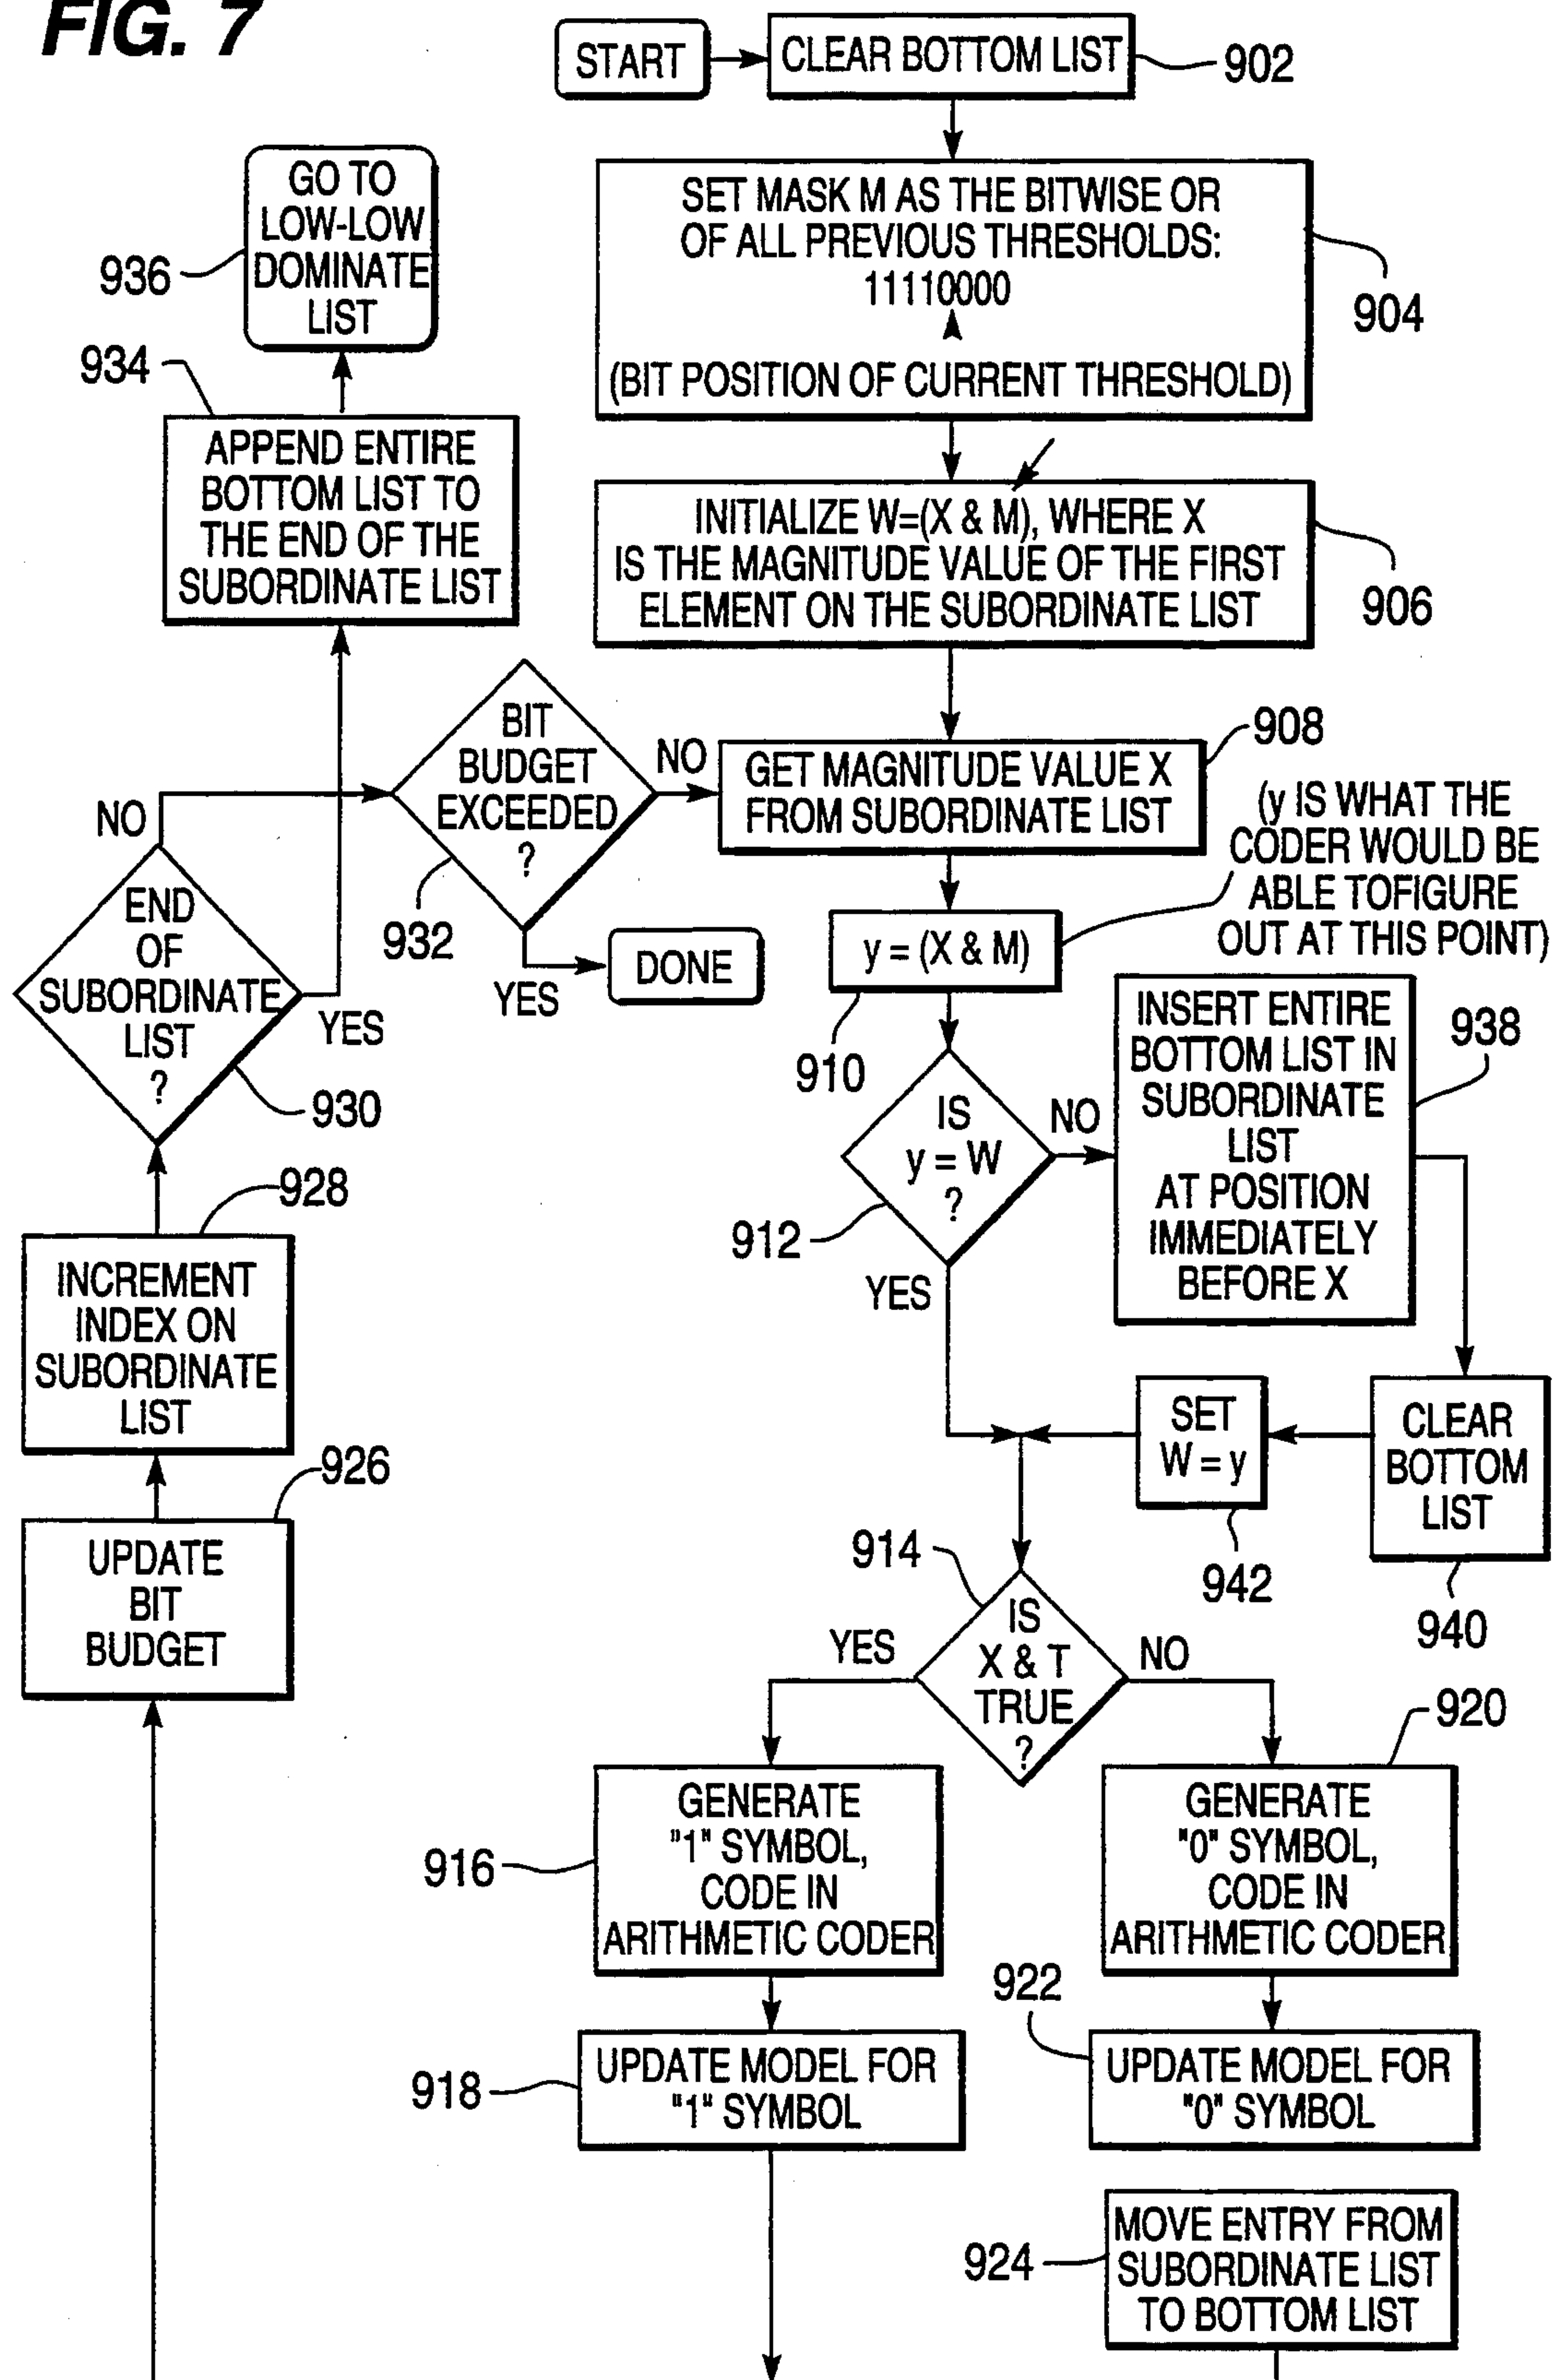 FIG. 7
START
CLEAR BOTTOM LIST
902
SET MASK M AS THE BITWISE OR
OF ALL PREVIOUS THRESHOLDS:
11110000
(BIT POSITION OF CURRENT THRESHOLD)
904
INITIALIZE W=(X & M), WHERE X
IS THE MAGNITUDE VALUE OF THE FIRST
ELEMENT ON THE SUBORDINATE LIST
906
GO TO
LOW-LOW
DOMINATE
LIST
936
934
APPEND ENTIRE
BOTTOM LIST TO
THE END OF THE
SUBORDINATE LIST
BIT
BUDGET
EXCEEDED
?
932
NO
YES
DONE
GET MAGNITUDE VALUE X
FROM SUBORDINATE LIST
908
(y IS WHAT THE
CODER WOULD BE
ABLE TOFIGURE
OUT AT THIS POINT)
y = (X & M)
910
NO
END
OF
SUBORDINATE
LIST
?
YES
930
IS
y = W
?
912
NO
YES
INSERT ENTIRE
BOTTOM LIST IN
SUBORDINATE
LIST
AT POSITION
IMMEDIATELY
BEFORE X
938
928
INCREMENT
INDEX ON
SUBORDINATE
LIST
926
UPDATE
BIT
BUDGET
SET
W = y
942
CLEAR
BOTTOM
LIST
940
914
IS
X & T
TRUE
?
YES
NO
GENERATE
"1" SYMBOL,
CODE IN
ARITHMETIC CODER
916
920
GENERATE
"0" SYMBOL,
CODE IN
ARITHMETIC CODER
UPDATE MODEL FOR
"1" SYMBOL
918
922
UPDATE MODEL FOR
"0" SYMBOL
924
MOVE ENTRY FROM
SUBORDINATE LIST
TO BOTTOM LIST